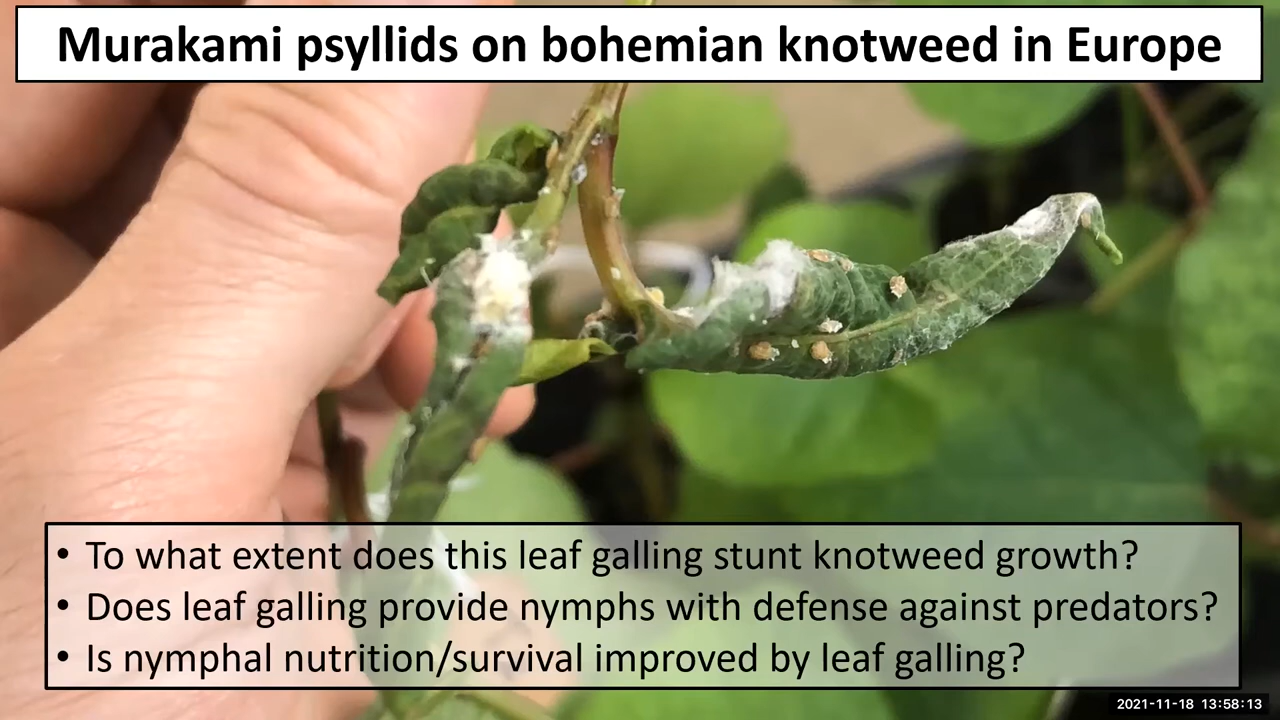 Murakami psyllids on bohemian knotweed in Europe
• To what extent does this leaf galling stunt knotweed growth?
• Does leaf galling provide nymphs with defense against predators?
• Is nymphal nutrition/survival improved by leaf galling?
2021-11-18 13:58:13